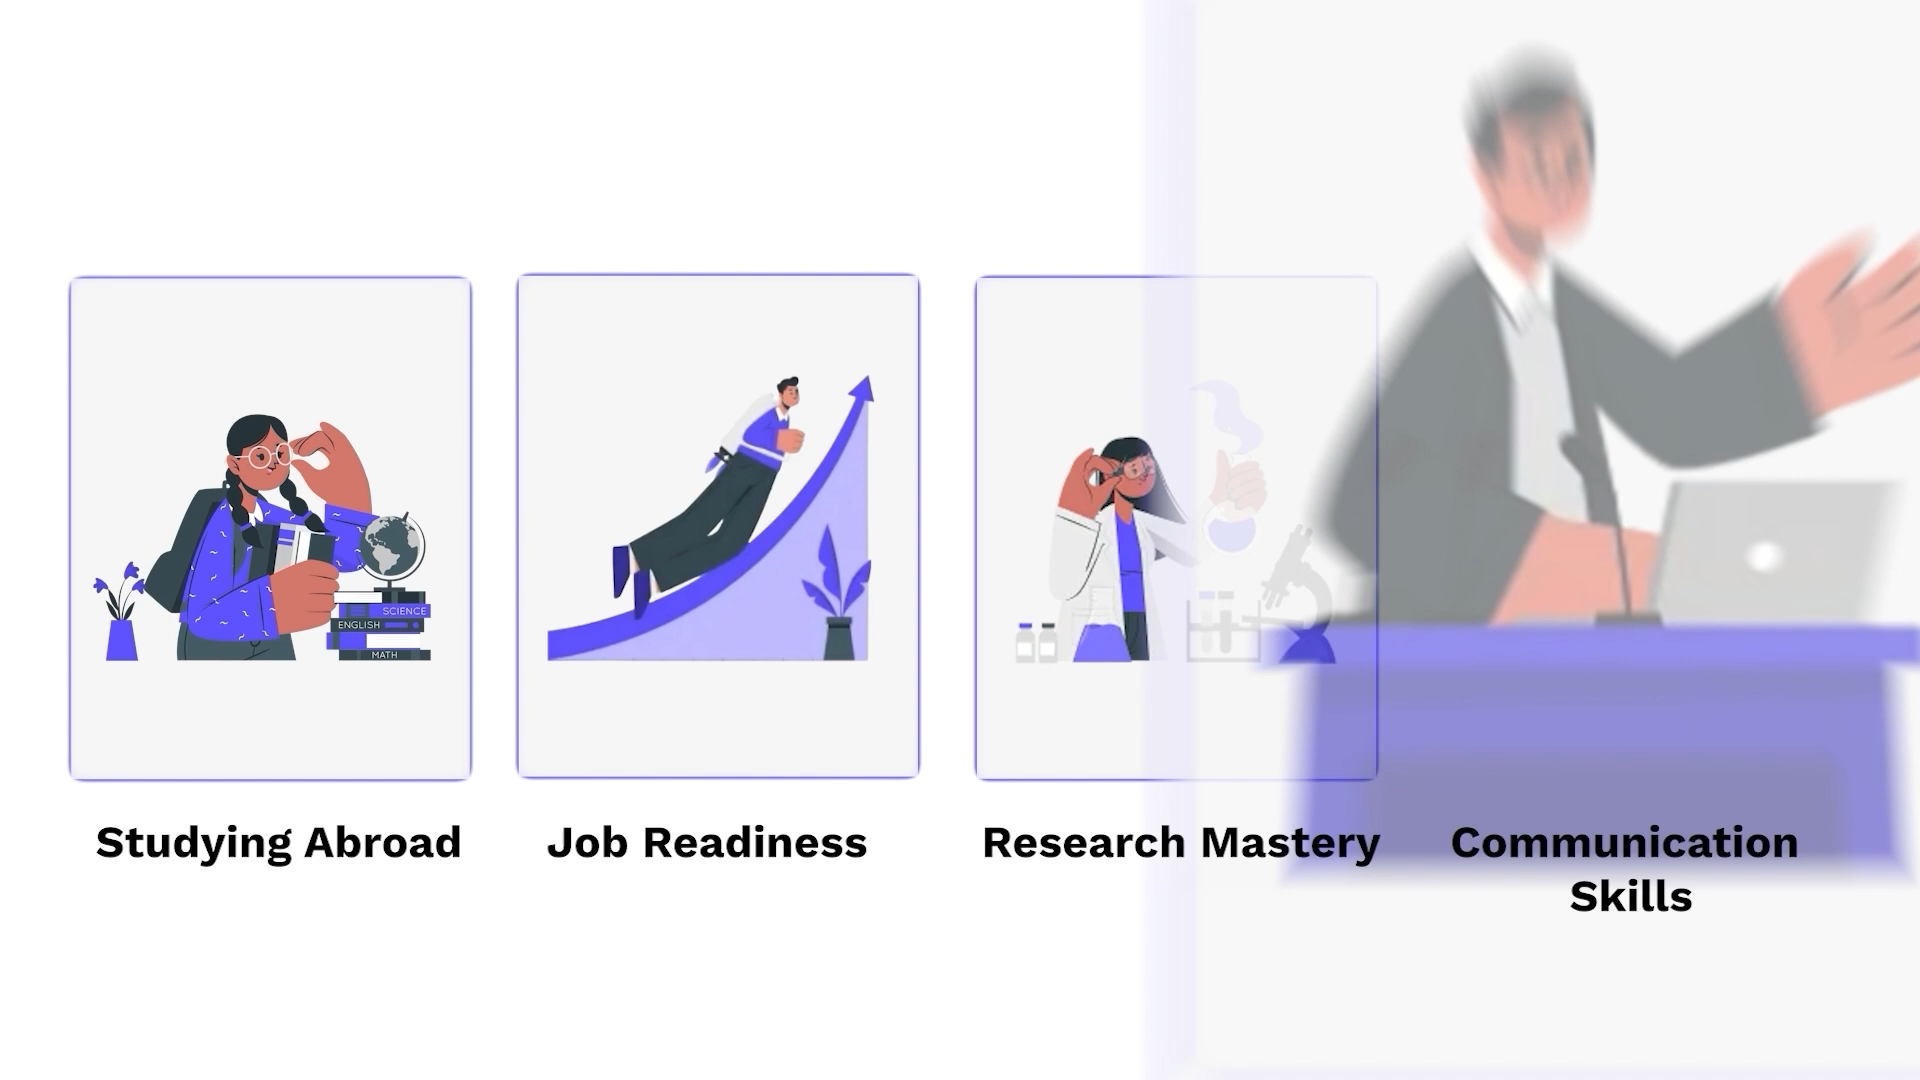 SCIENCE
ENGLISH
MATH
Studying Abroad
Job Readiness
Research Mastery
Communication
Skills